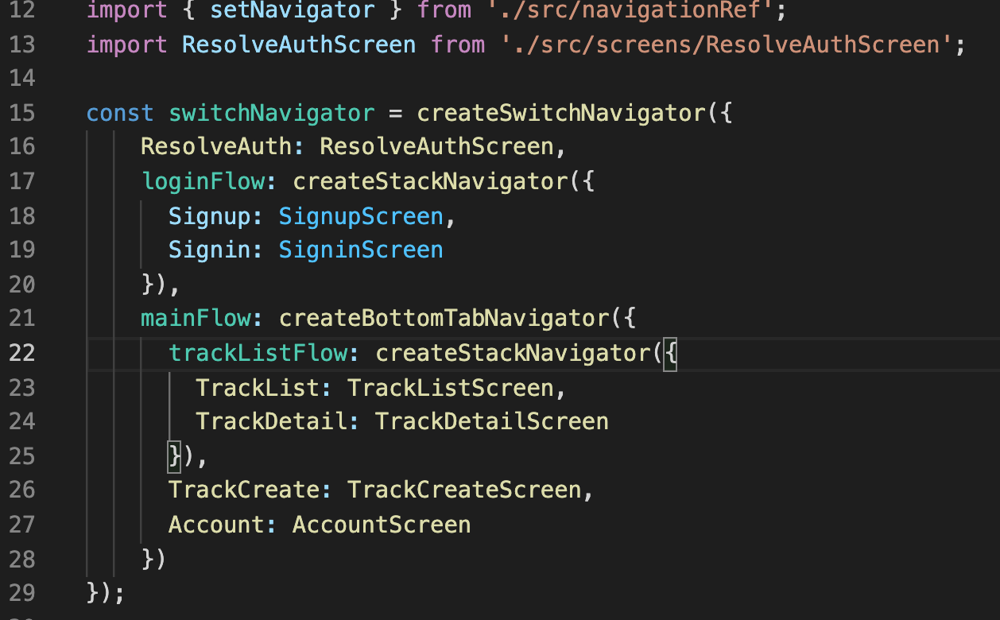 12 import { setNavigator } from './src/navigationRef';
13 import ResolveAuthScreen from './src/screens/ResolveAuthScreen';
14
15 const switchNavigator = createSwitchNavigator({
16     ResolveAuth: ResolveAuthScreen,
17     loginFlow: createStackNavigator({
18       Signup: SignupScreen,
19       Signin: SigninScreen
20     }),
21     mainFlow: createBottomTabNavigator({
22       trackListFlow: createStackNavigator({
23         TrackList: TrackListScreen,
24         TrackDetail: TrackDetailScreen
25       }),
26       TrackCreate: TrackCreateScreen,
27       Account: AccountScreen
28     })
29 });